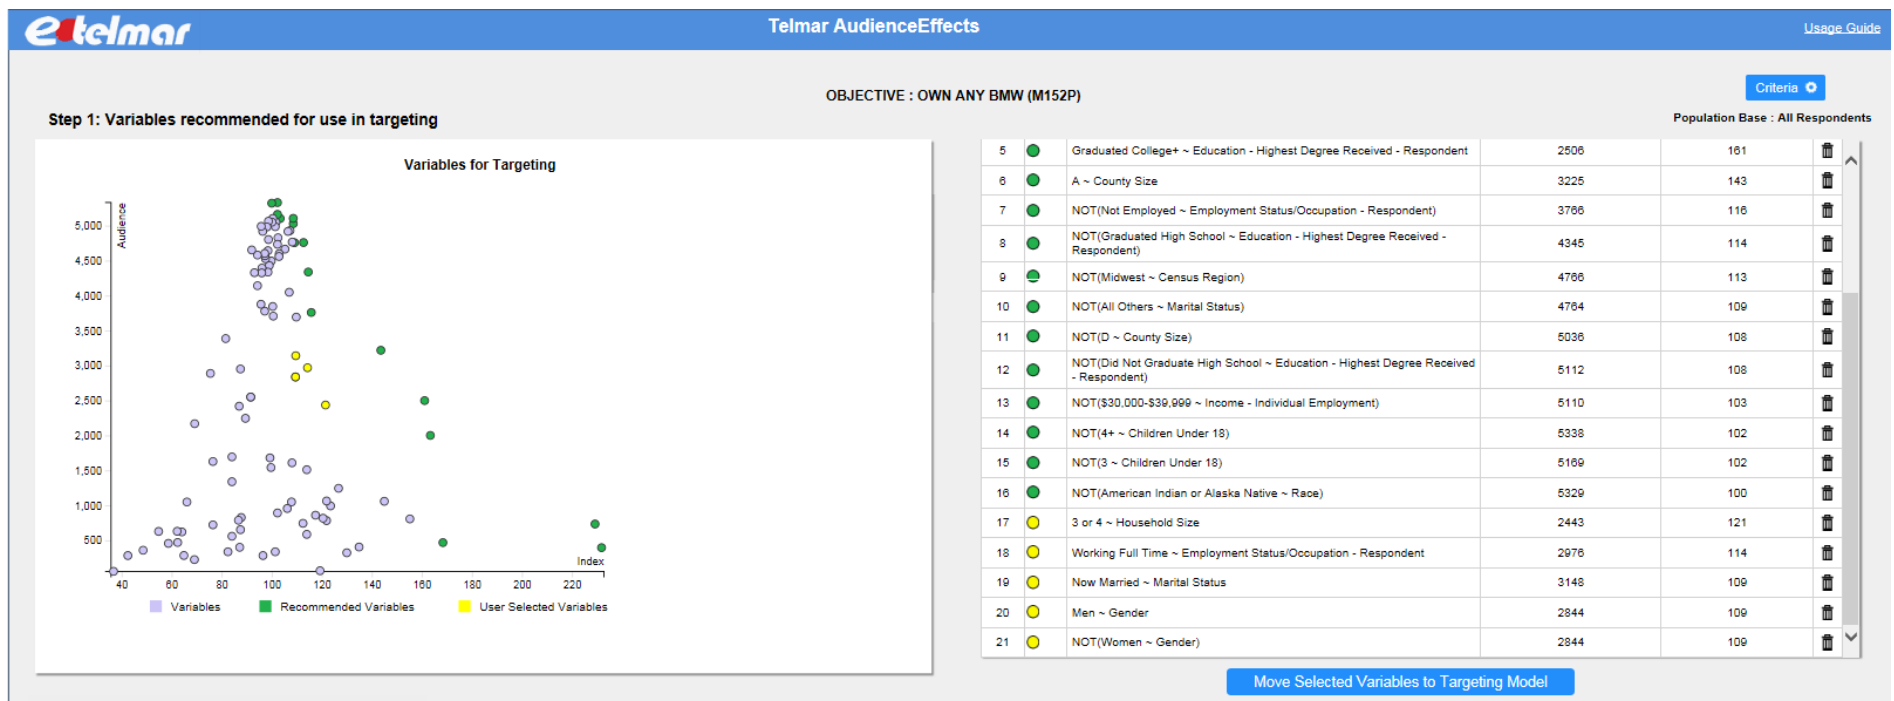 etelmar
Telmar AudienceEffects
Usage Guide
OBJECTIVE : OWN ANY BMW (M152P)
Criteria
Step 1: Variables recommended for use in targeting
Population Base : All Respondents
Variables for Targeting
Audience
5,000
4,500
4,000
3,500
3,000
2,500
2,000
1,500
1,000
500
Index
40 60 80 100 120 140 160 180 200 220
Variables Recommended Variables User Selected Variables
5 Graduated College+ ~ Education - Highest Degree Received - Respondent 2506 161
6 A ~ County Size 3225 143
7 NOT(Not Employed ~ Employment Status/Occupation - Respondent) 3766 116
8 NOT(Graduated High School ~ Education - Highest Degree Received - 4345 114
Respondent)
9 NOT(Midwest ~ Census Region) 4766 113
10 NOT(All Others ~ Marital Status) 4764 109
11 NOT(D ~ County Size) 5036 108
12 NOT(Did Not Graduate High School ~ Education - Highest Degree Received 5112 108
- Respondent)
13 NOT($30,000-$39,999 ~ Income - Individual Employment) 5110 103
14 NOT(4+ ~ Children Under 18) 5338 102
15 NOT(3 ~ Children Under 18) 5169 102
16 NOT(American Indian or Alaska Native ~ Race) 5329 100
17 3 or 4 ~ Household Size 2443 121
18 Working Full Time ~ Employment Status/Occupation - Respondent 2976 114
19 Now Married ~ Marital Status 3148 109
20 Men ~ Gender 2844 109
21 NOT(Women ~ Gender) 2844 109
Move Selected Variables to Targeting Model